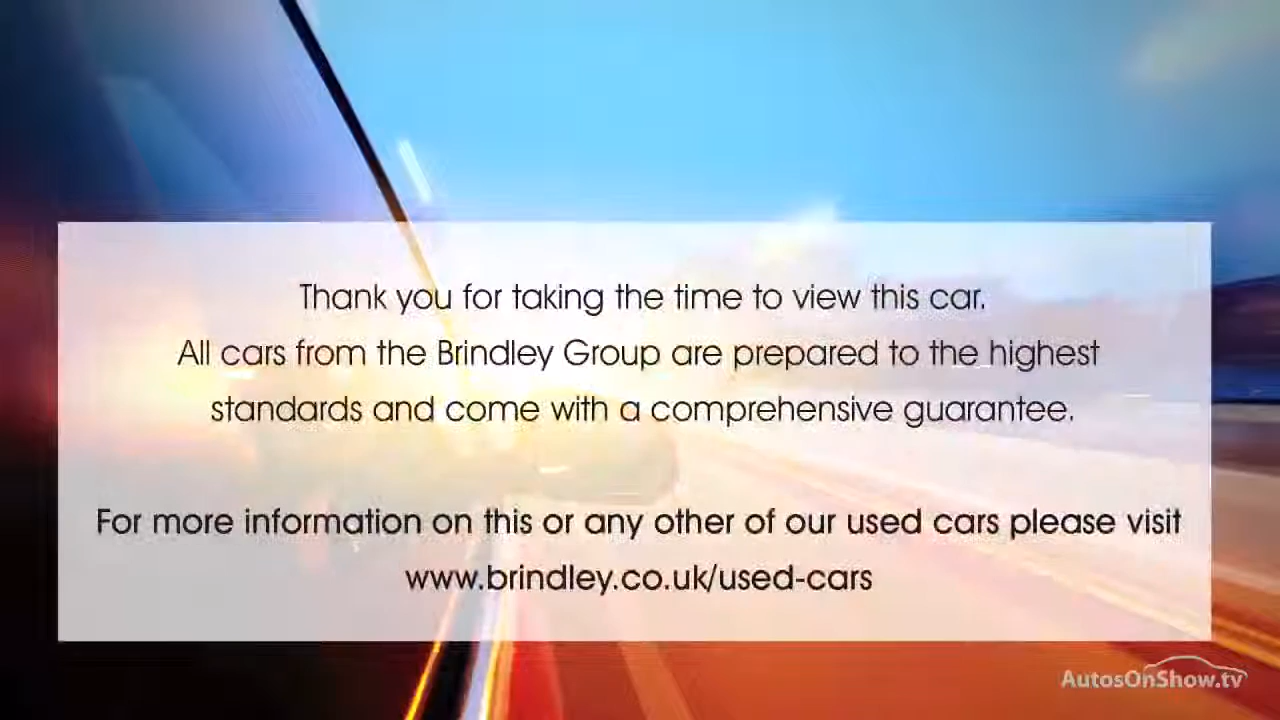 Thank you for taking the time to view this car.
All cars from the Brindley Group are prepared to the highest
standards and come with a comprehensive guarantee.
For more information on this or any other of our used cars please visit
www.brindley.co.uk/used-cars
AutosOnShow.tv